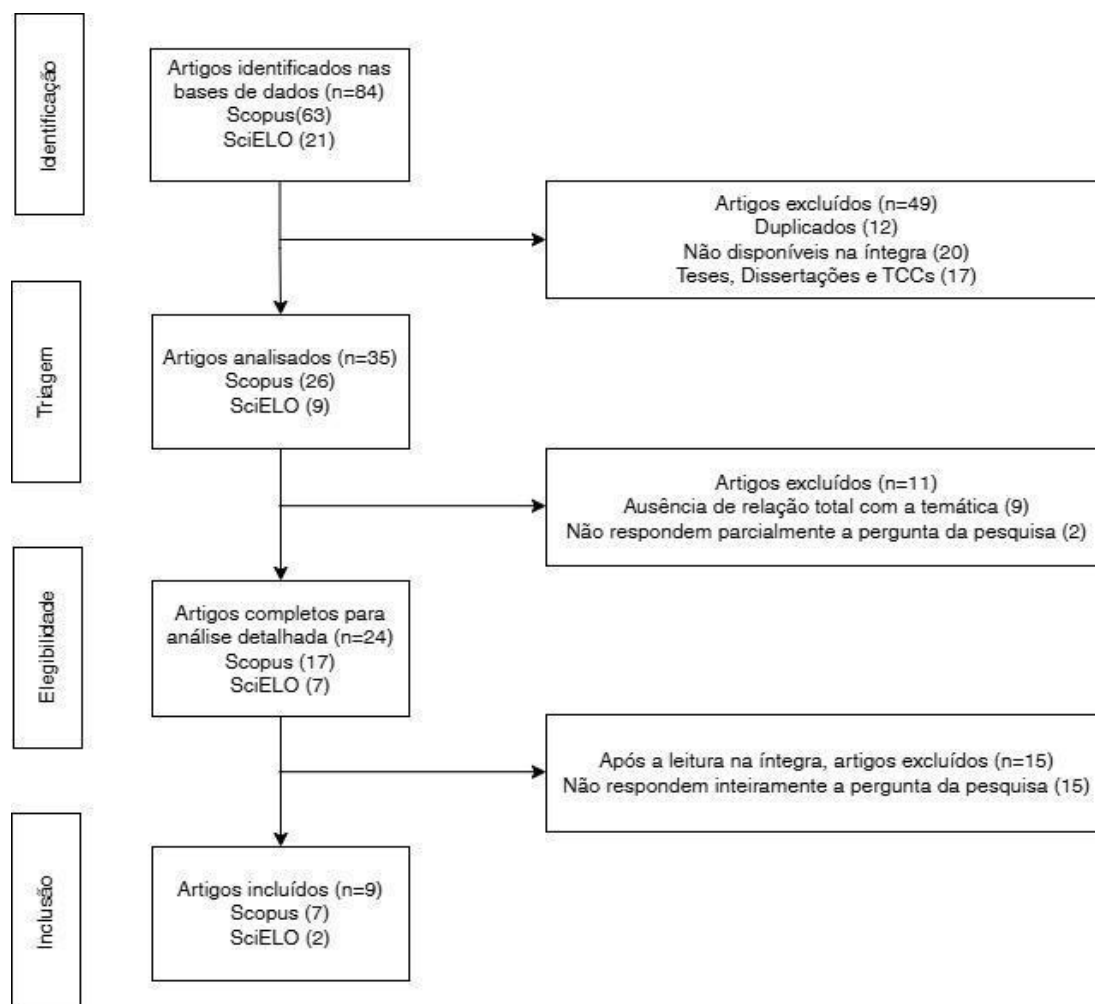 Identificação
Artigos identificados nas
bases de dados (n=84)
Scopus(63)
SciELO (21)
Artigos excluídos (n=49)
Duplicados (12)
Não disponíveis na íntegra (20)
Teses, Dissertações e TCCs (17)
Triagem
Artigos analisados (n=35)
Scopus (26)
SciELO (9)
Artigos excluídos (n=11)
Ausência de relação total com a temática (9)
Não respondem parcialmente a pergunta da pesquisa (2)
Elegibilidade
Artigos completos para
análise detalhada (n=24)
Scopus (17)
SciELO (7)
Após a leitura na íntegra, artigos excluídos (n=15)
Não respondem inteiramente a pergunta da pesquisa (15)
Inclusão
Artigos incluídos (n=9)
Scopus (7)
SciELO (2)